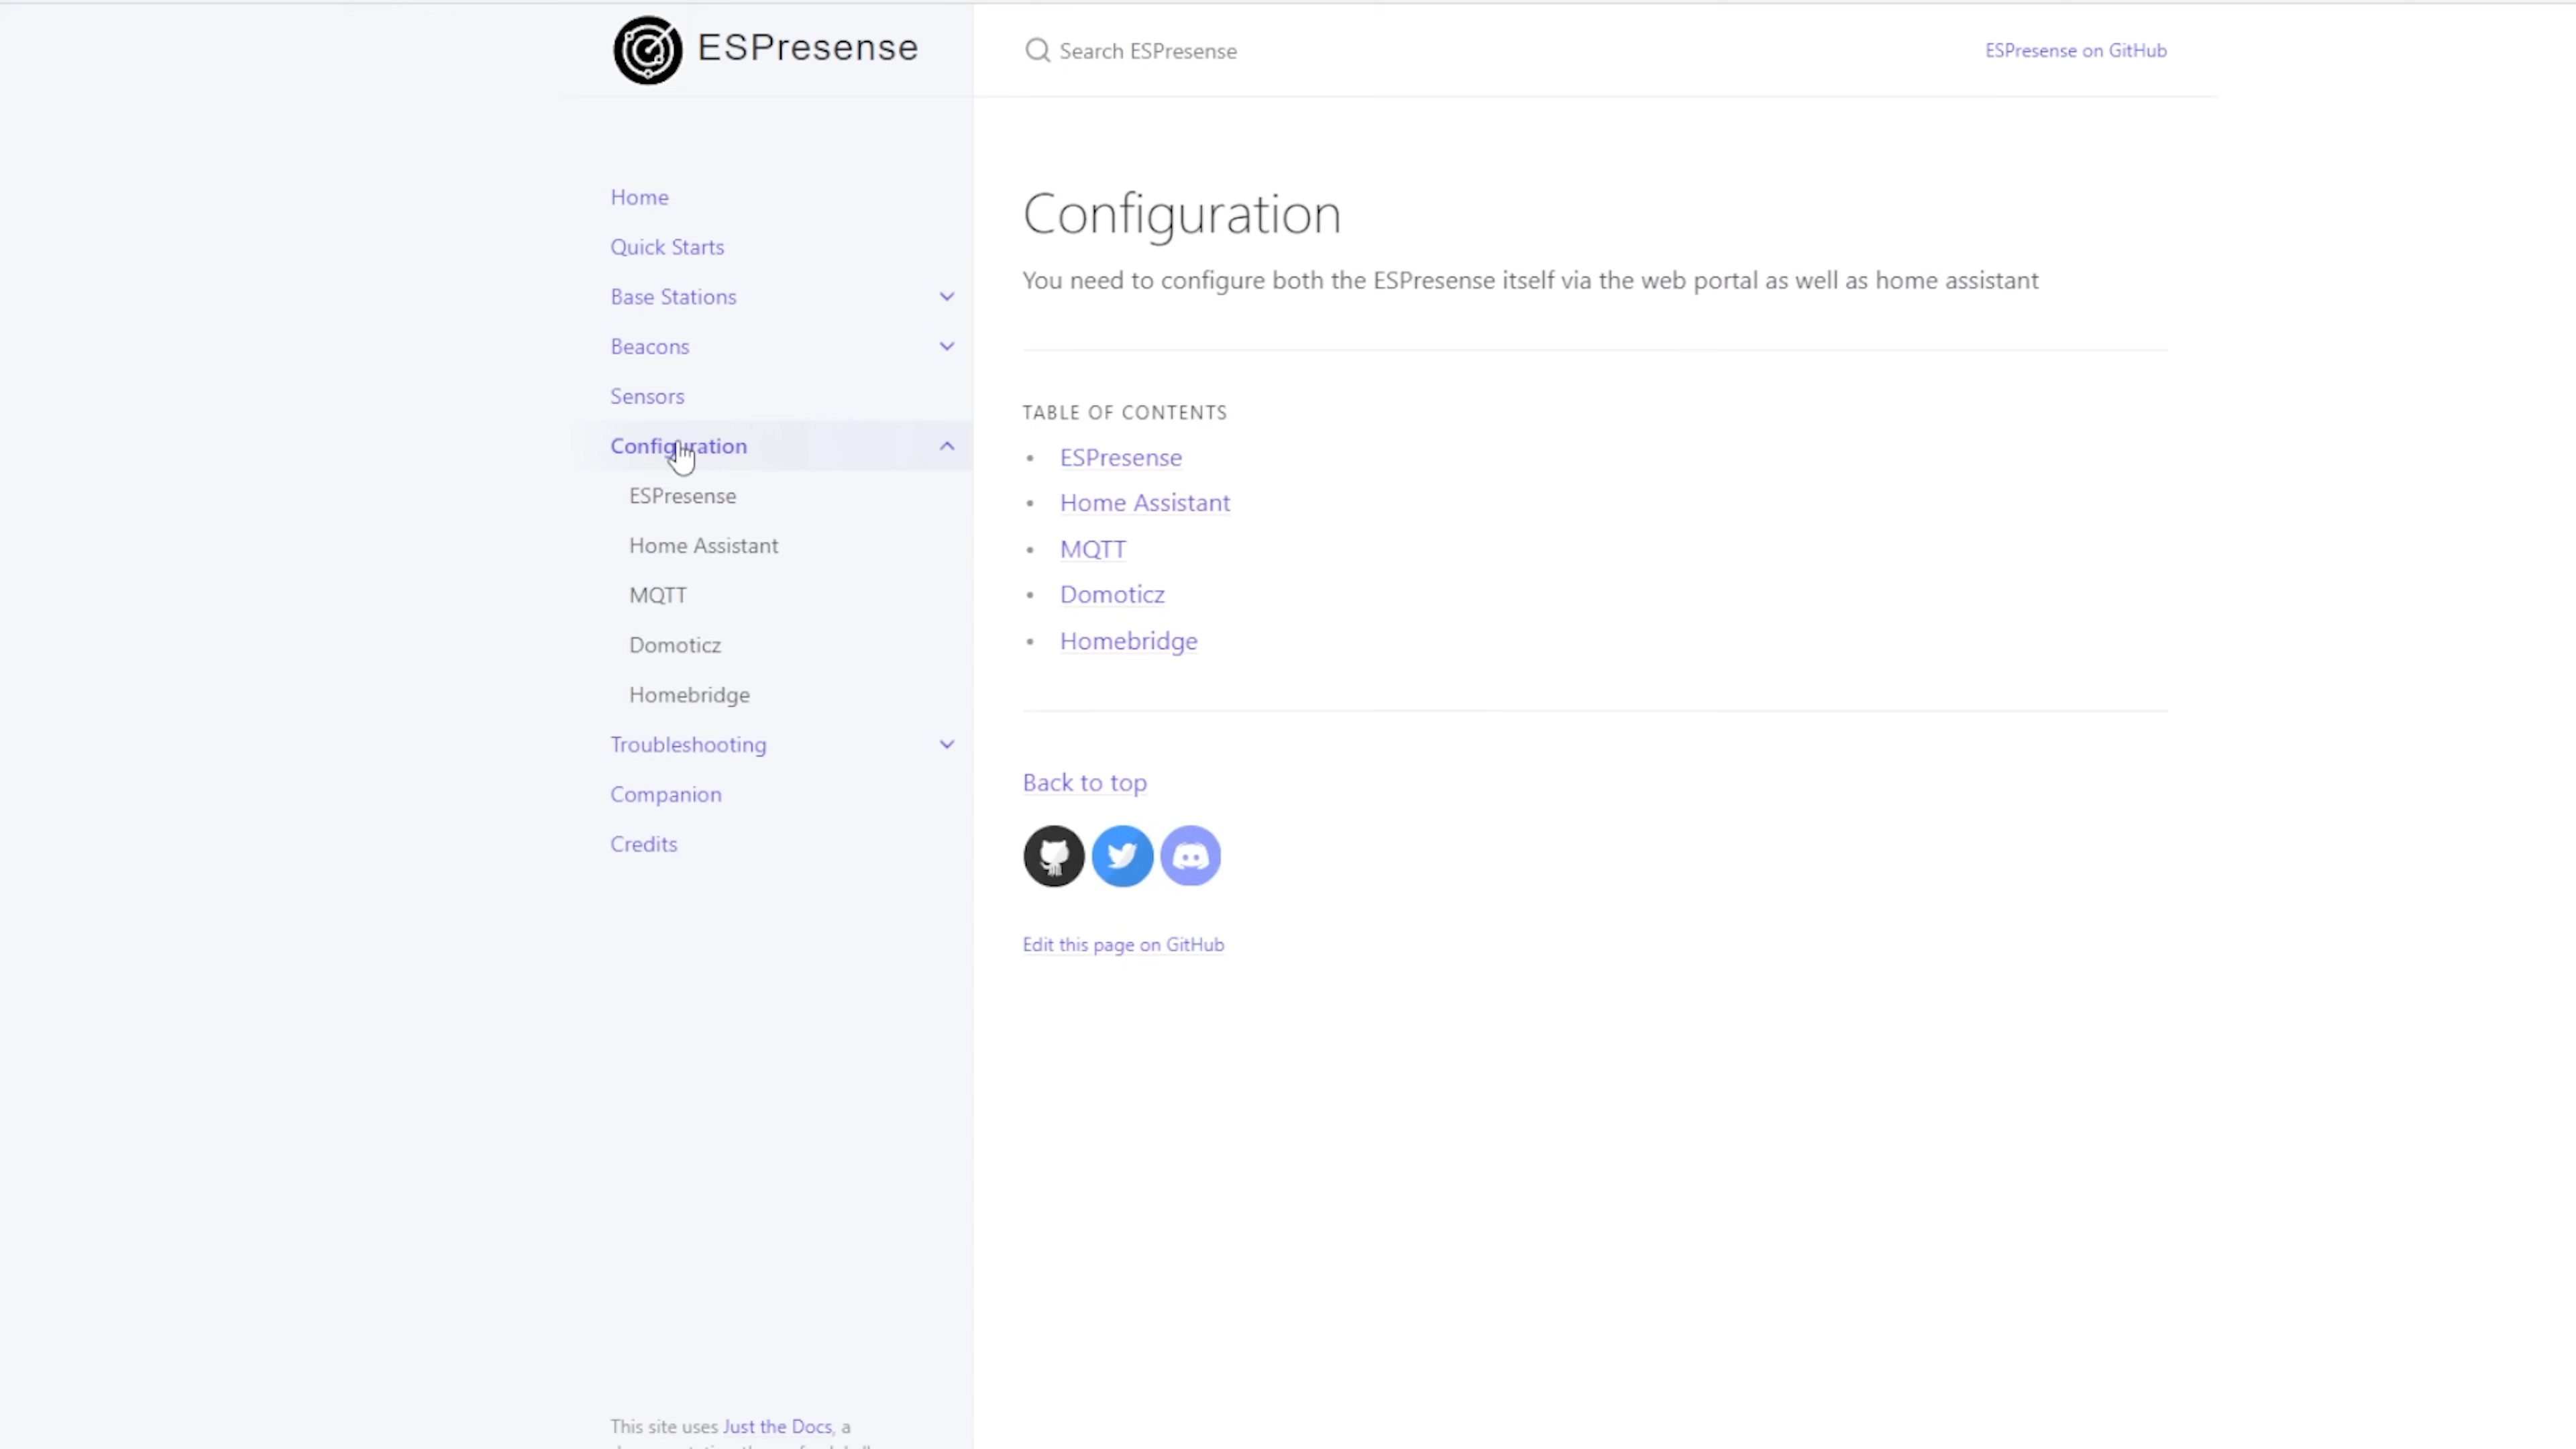 ESPresense
Search ESPresense
ESPresense on GitHub
Home
Quick Starts
Base Stations
Beacons
Sensors
Configuration
ESPresense
Home Assistant
MQTT
Domoticz
Homebridge
Troubleshooting
Companion
Credits
This site uses Just the Docs, a
Configuration
You need to configure both the ESPresense itself via the web portal as well as home assistant
TABLE OF CONTENTS
• ESPresense
• Home Assistant
• MQTT
• Domoticz
• Homebridge
Back to top
Edit this page on GitHub